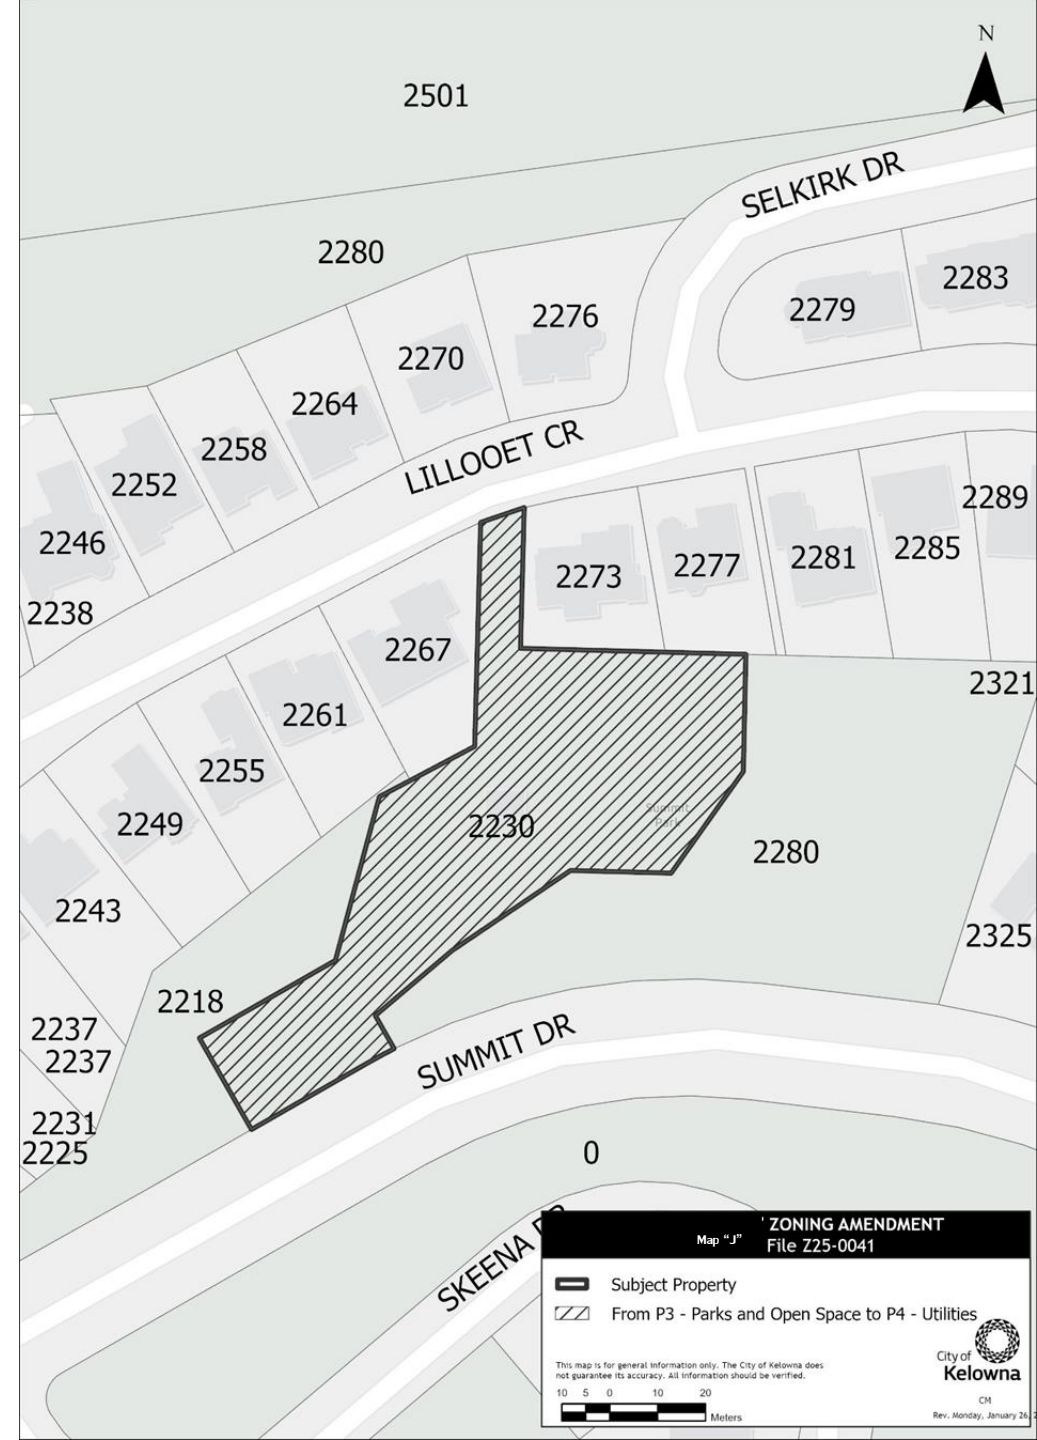 N
2501
SELKIRK DR
2280
2283
2279
2276
2270
2264
LILLOOET CR
2258
2252
2289
2246
2285
2281
2277
2273
2238
2267
2321
2261
2255
Summit
Park
2249
2230
2280
2243
2325
2218
2237
SUMMIT DR
2237
2231
2225
0
SKEENA DR
' ZONING AMENDMENT
Map “J” File Z25-0041
Subject Property
From P3 - Parks and Open Space to P4 - Utilities
City of
Kelowna
This map is for general information only. The City of Kelowna does
not guarantee its accuracy. All information should be verified.
10 5 0 10 20
Meters
CM
Rev. Monday, January 26,